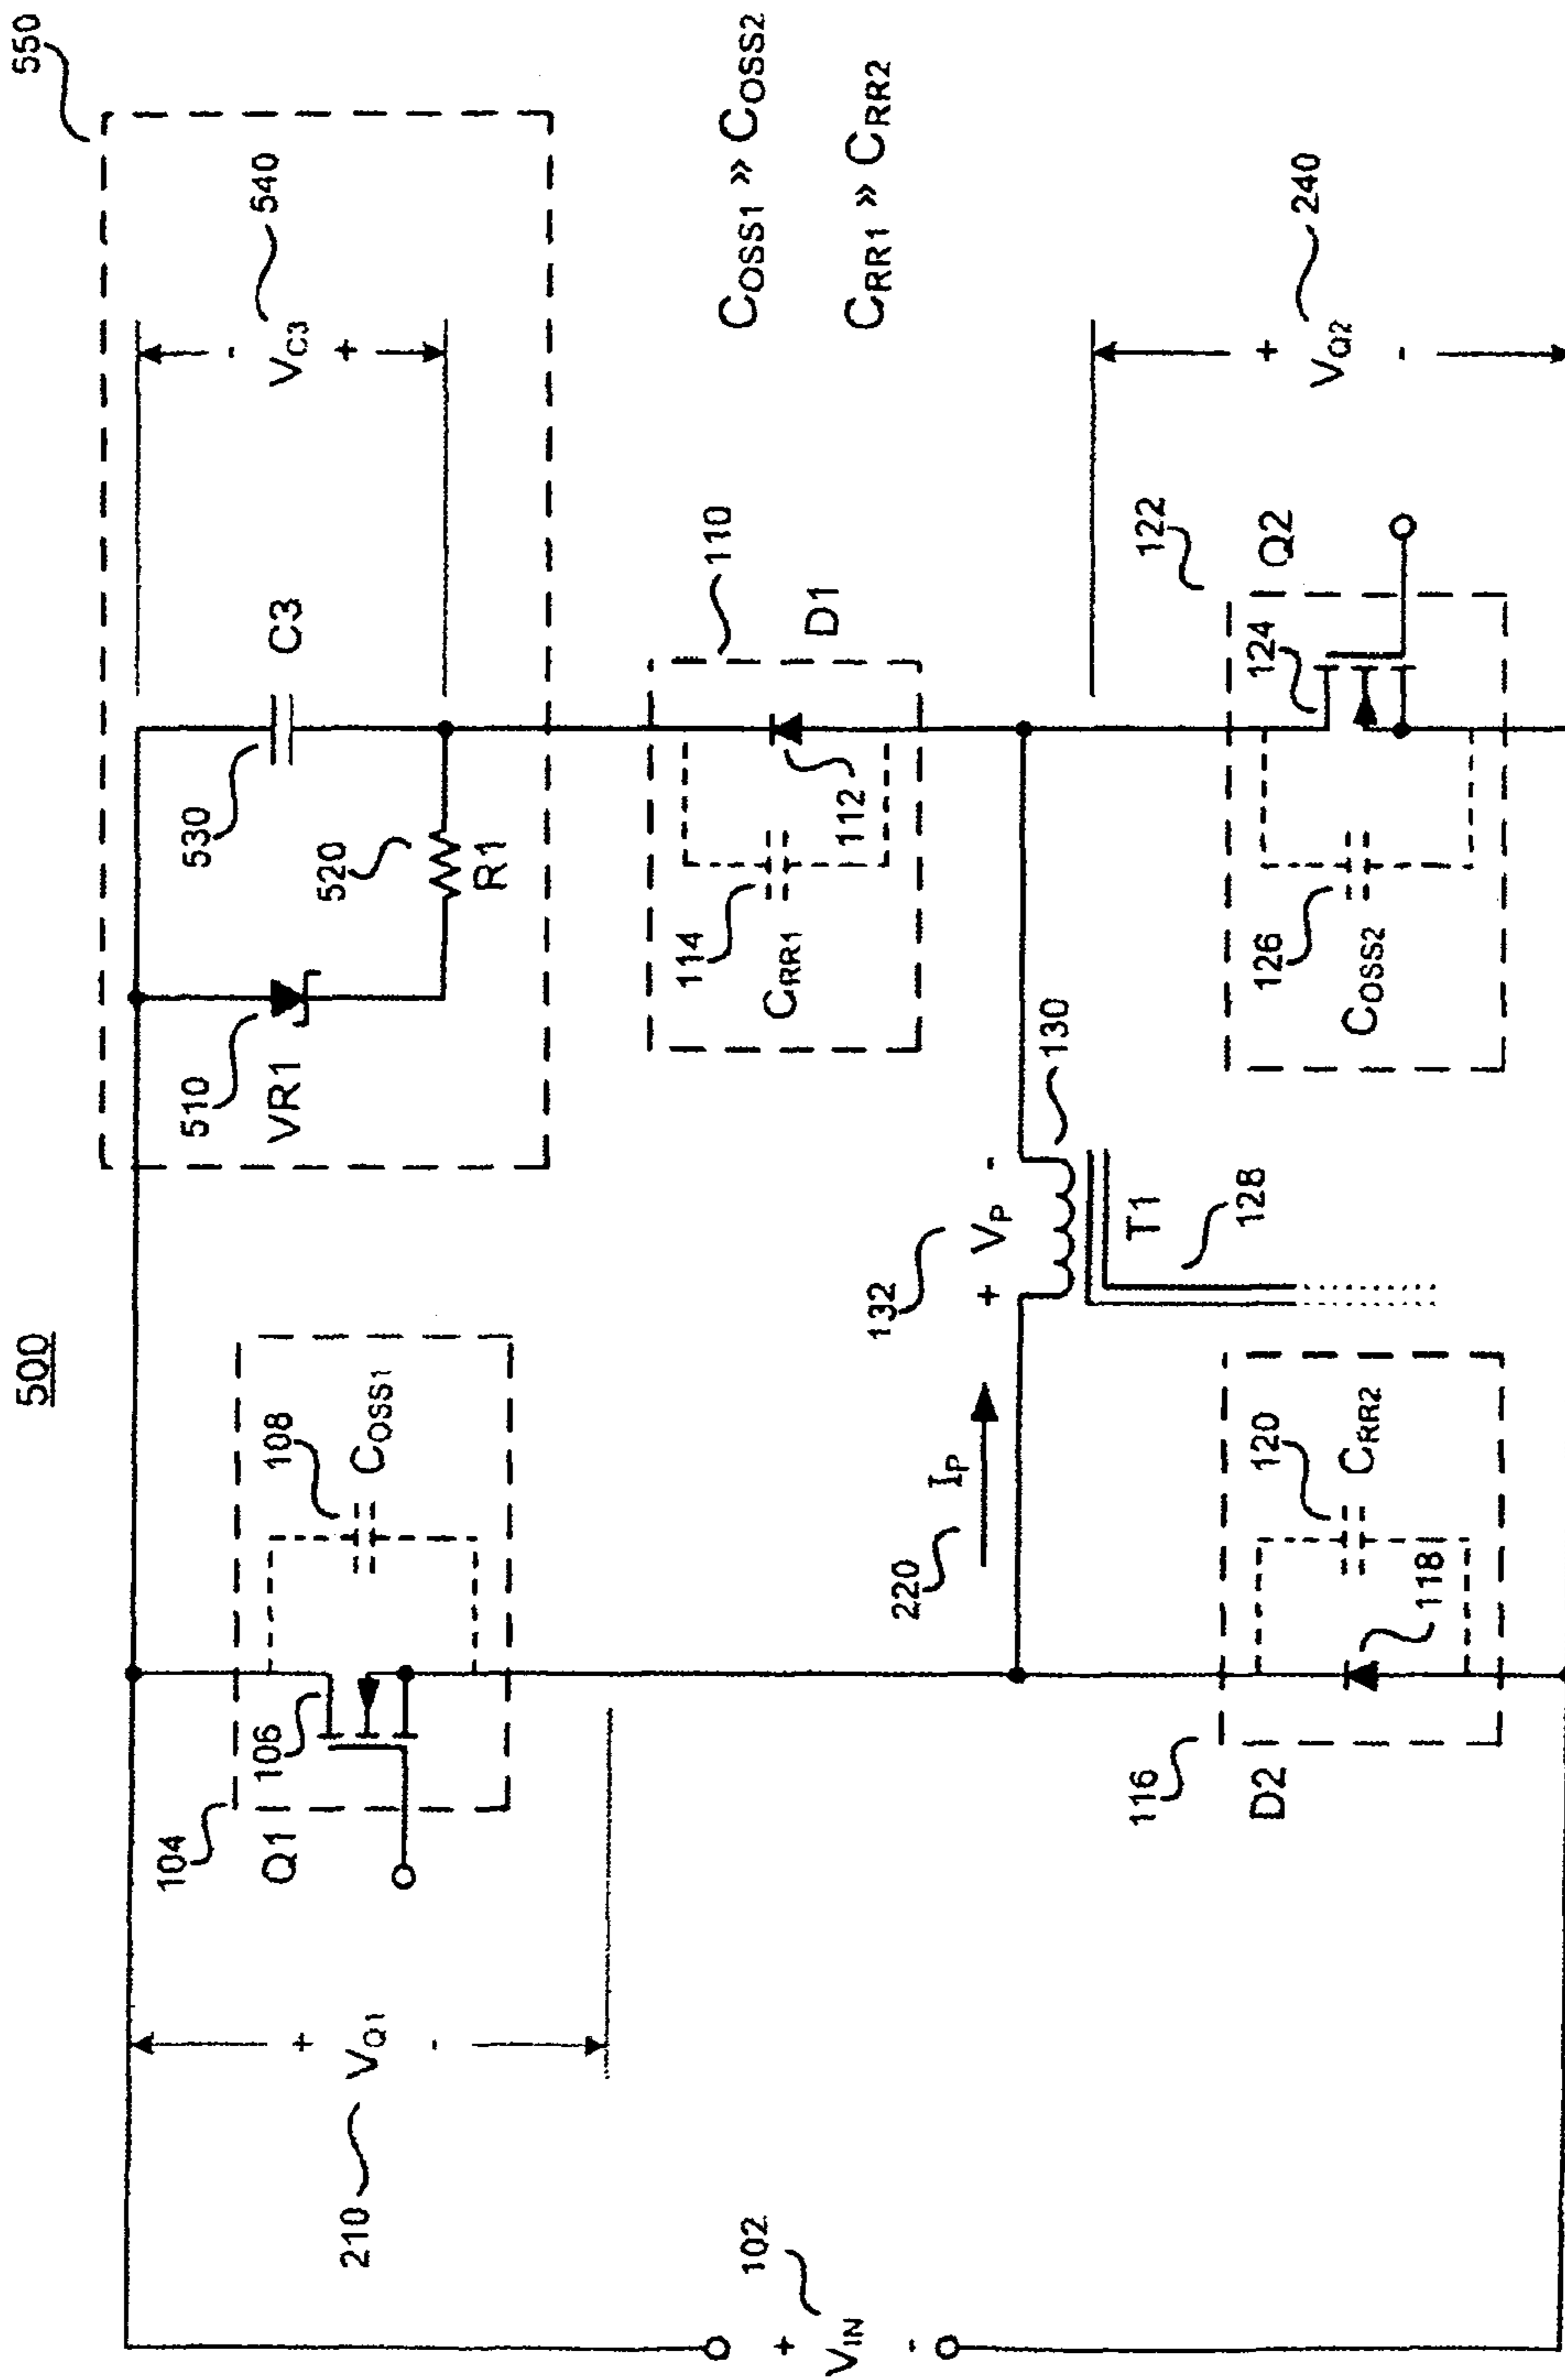 500
550
540
- VC3 +
C3
530
520
R1
510
VR1
COSS1 » COSS2
CRR1 » CRR2
104
Q1
106
108
COSS1
210
+ VQ1 -
110
D1
112
114
CRR1
102
+ VIN -
220
IP
132
+ VP -
130
T1
128
122
Q2
124
126
COSS2
240
+ VQ2 -
116
D2
118
120
CRR2